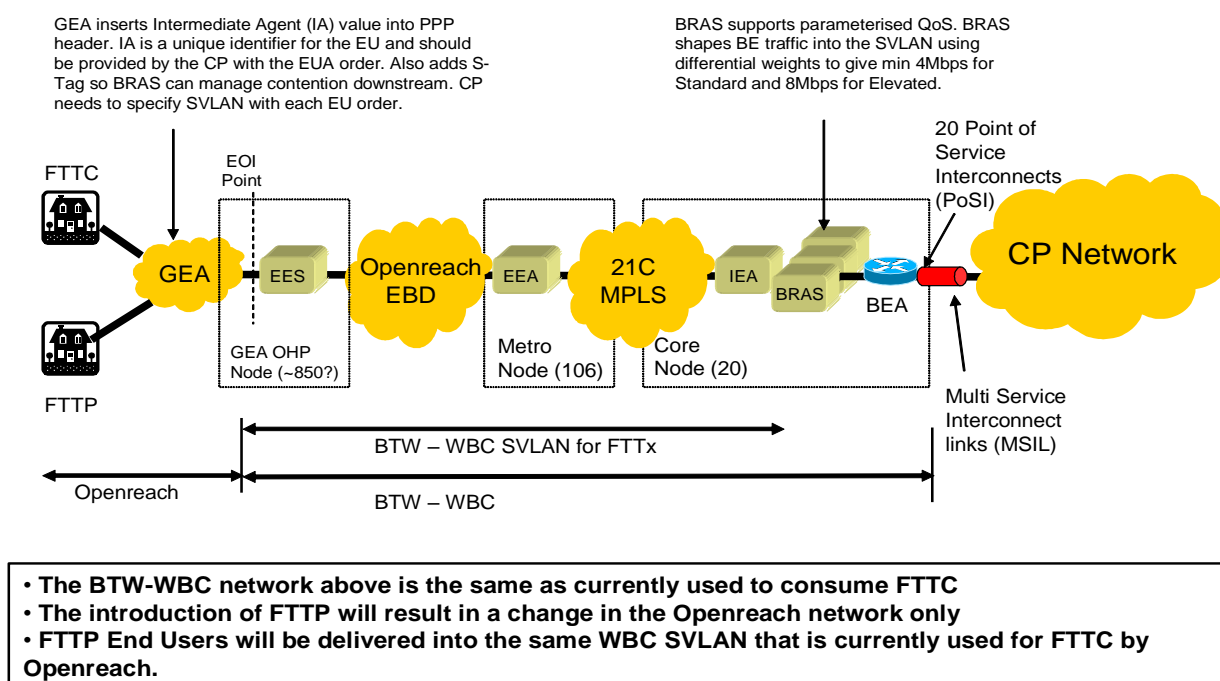 GEA inserts Intermediate Agent (IA) value into PPP
header. IA is a unique identifier for the EU and should
be provided by the CP with the EUA order. Also adds S-
Tag so BRAS can manage contention downstream. CP
needs to specify SVLAN with each EU order.
BRAS supports parameterised QoS. BRAS
shapes BE traffic into the SVLAN using
differential weights to give min 4Mbps for
Standard and 8Mbps for Elevated.
20 Point of
Service
Interconnects
(PoSI)
FTTC
EOI
Point
GEA
EES
Openreach
EBD
EEA
21C
MPLS
IEA
BRAS
BEA
CP Network
GEA OHP
Node (~850?)
Metro
Node (106)
Core
Node (20)
FTTP
Multi Service
Interconnect
links (MSIL)
BTW – WBC SVLAN for FTTx
Openreach
BTW – WBC
• The BTW-WBC network above is the same as currently used to consume FTTC
• The introduction of FTTP will result in a change in the Openreach network only
• FTTP End Users will be delivered into the same WBC SVLAN that is currently used for FTTC by
Openreach.